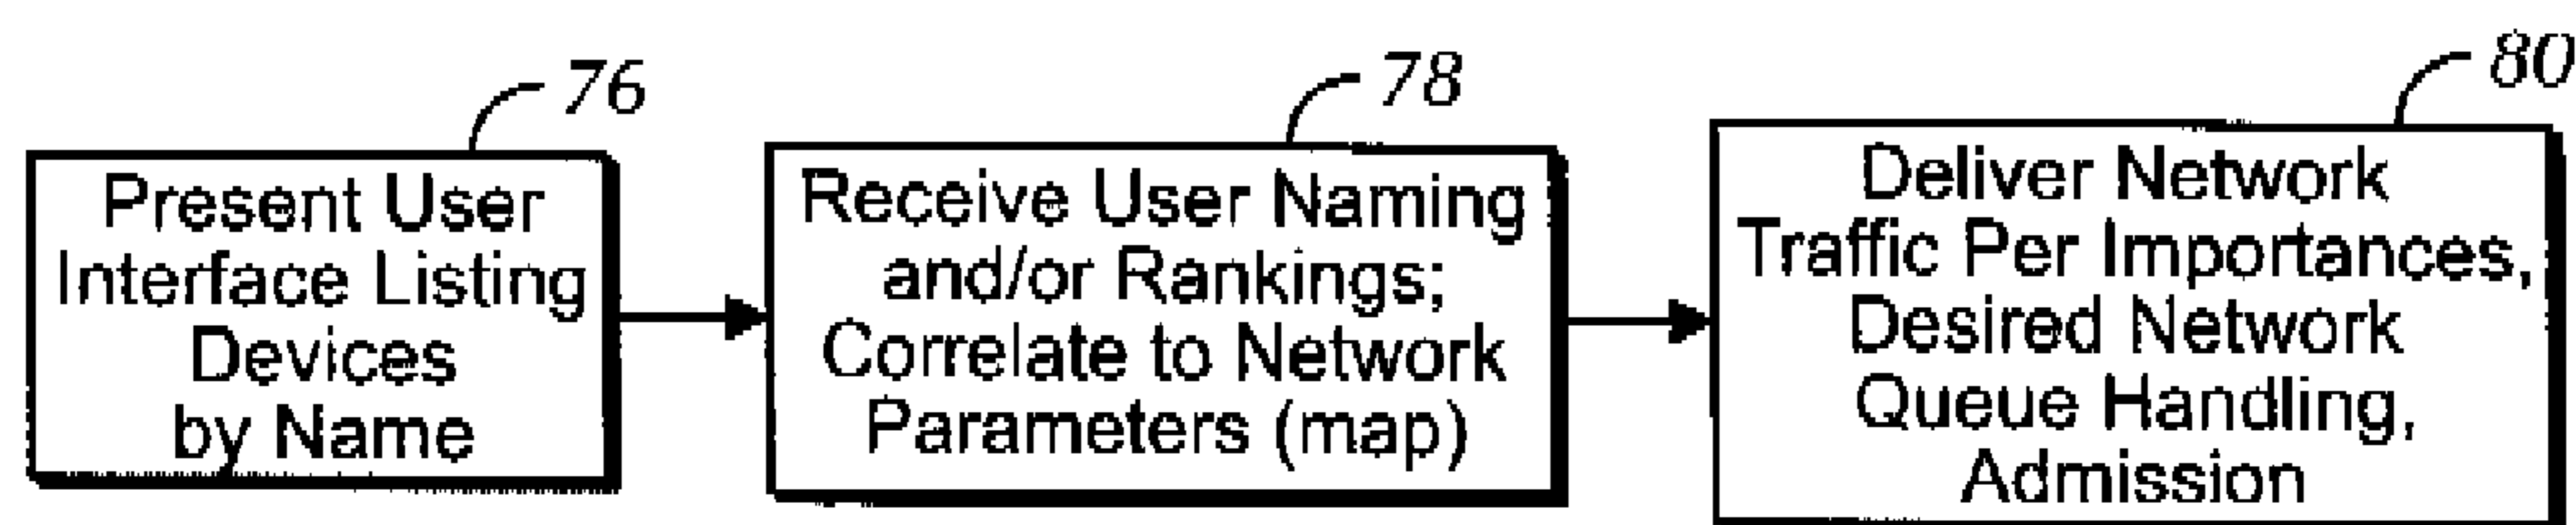 76
Present User
Interface Listing
Devices
by Name
78
Receive User Naming
and/or Rankings;
Correlate to Network
Parameters (map)
80
Deliver Network
Traffic Per Importances,
Desired Network
Queue Handling,
Admission